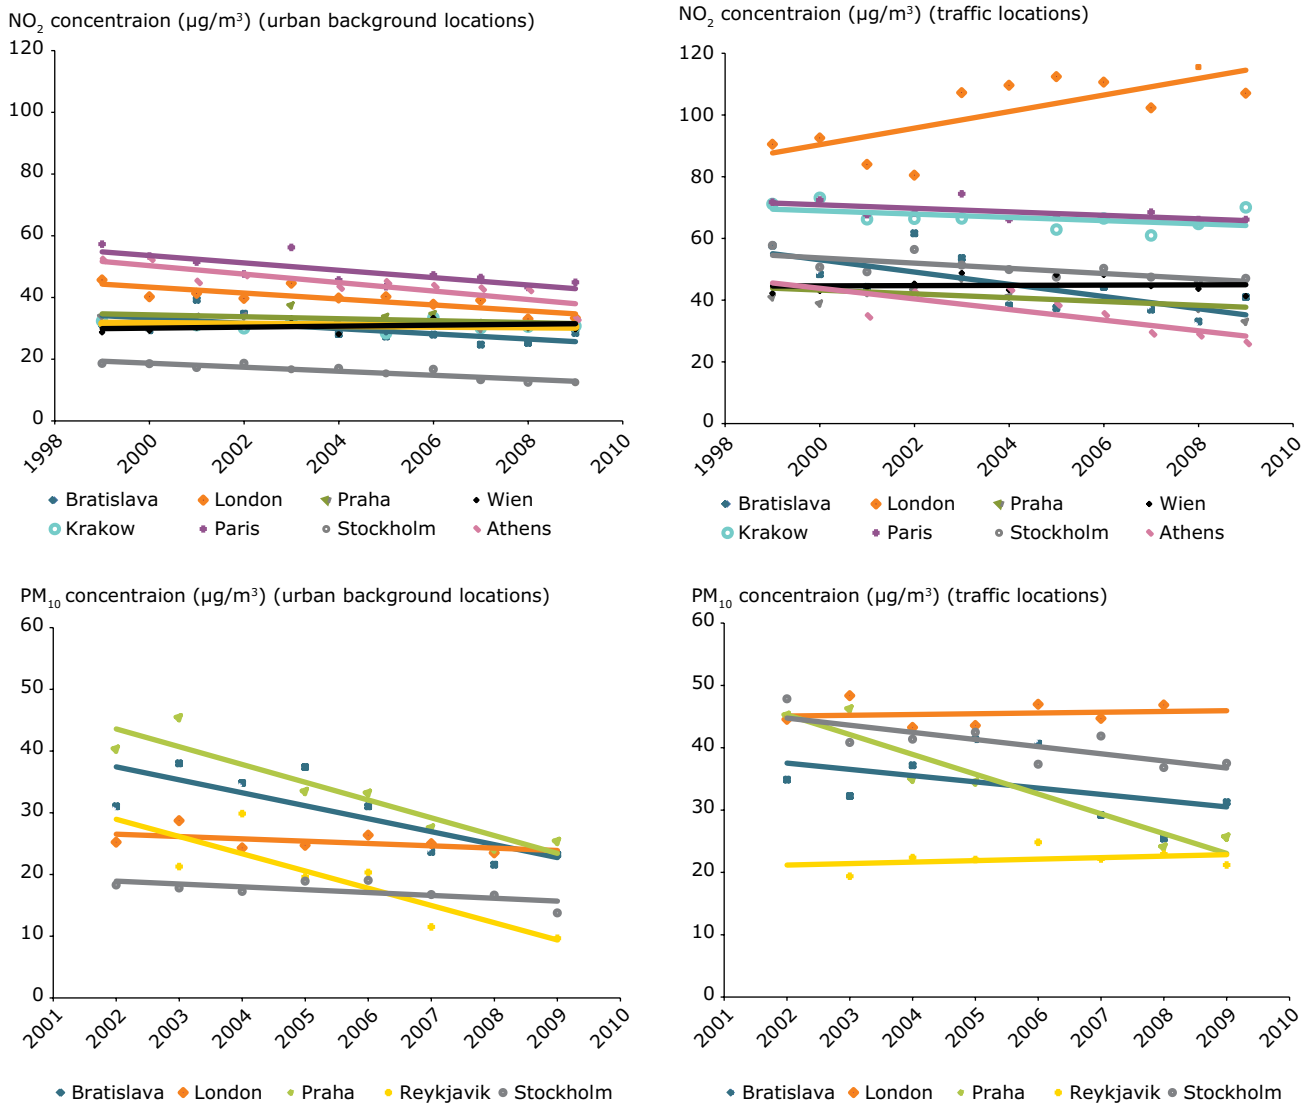 NO2 concentraion (µg/m³) (urban background locations)
120
100
80
60
40
20
0
1998 2000 2002 2004 2006 2008 2010
Bratislava London Praha Wien
Krakow Paris Stockholm Athens
NO2 concentraion (µg/m³) (traffic locations)
120
100
80
60
40
20
0
1998 2000 2002 2004 2006 2008 2010
Bratislava London Praha Wien
Krakow Paris Stockholm Athens
PM10 concentraion (µg/m³) (urban background locations)
60
50
40
30
20
10
0
2001 2002 2003 2004 2005 2006 2007 2008 2009 2010
Bratislava London Praha Reykjavik Stockholm
PM10 concentraion (µg/m³) (traffic locations)
60
50
40
30
20
10
0
2001 2002 2003 2004 2005 2006 2007 2008 2009 2010
Bratislava London Praha Reykjavik Stockholm